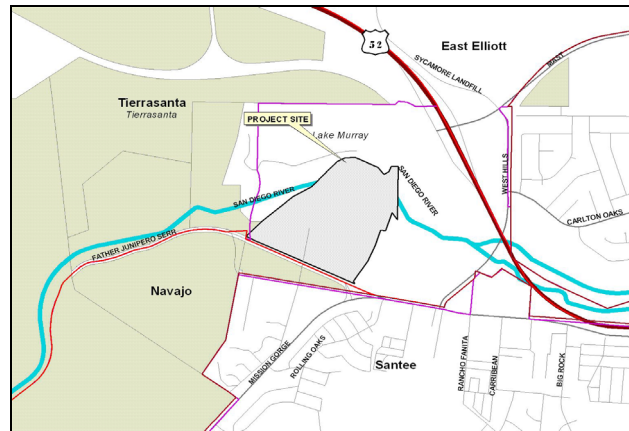 East Elliott
52
SYCAMORE LANDFILL
MAST
Tierrasanta
Tierrasanta
PROJECT SITE
Lake Murray
SAN DIEGO RIVER
SAN DIEGO RIVER
WEST HILLS
CARLTON OAKS
FATHER JUNIPERO SERR
Navajo
MISSION GORGE
ROLLING OAKS
Santee
RANCHO FANITA
CARRIBEAN
BIG ROCK